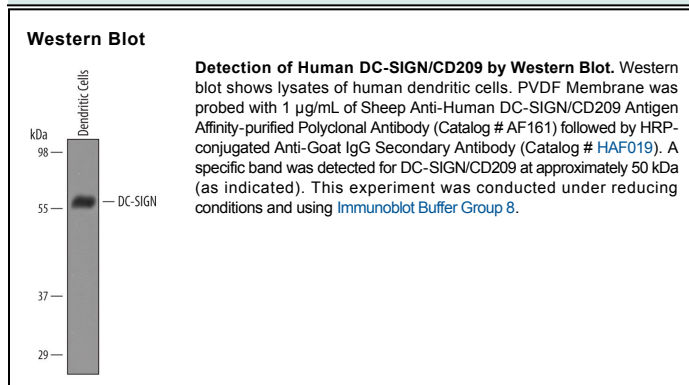 Western Blot
Dendritic Cells
kDa
98
DC-SIGN
55
37
29
Detection of Human DC-SIGN/CD209 by Western Blot. Western
blot shows lysates of human dendritic cells. PVDF Membrane was
probed with 1 µg/mL of Sheep Anti-Human DC-SIGN/CD209 Antigen
Affinity-purified Polyclonal Antibody (Catalog # AF161) followed by HRP-
conjugated Anti-Goat IgG Secondary Antibody (Catalog # HAF019). A
specific band was detected for DC-SIGN/CD209 at approximately 50 kDa
(as indicated). This experiment was conducted under reducing
conditions and using Immunoblot Buffer Group 8.